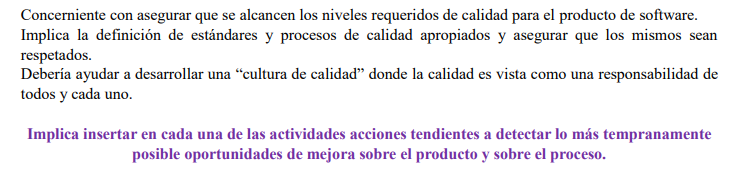 Concerniente con asegurar que se alcancen los niveles requeridos de calidad para el producto de software.
Implica la definición de estándares y procesos de calidad apropiados y asegurar que los mismos sean
respetados.
Debería ayudar a desarrollar una “cultura de calidad” donde la calidad es vista como una responsabilidad de
todos y cada uno.
Implica insertar en cada una de las actividades acciones tendientes a detectar lo más tempranamente
posible oportunidades de mejora sobre el producto y sobre el proceso.